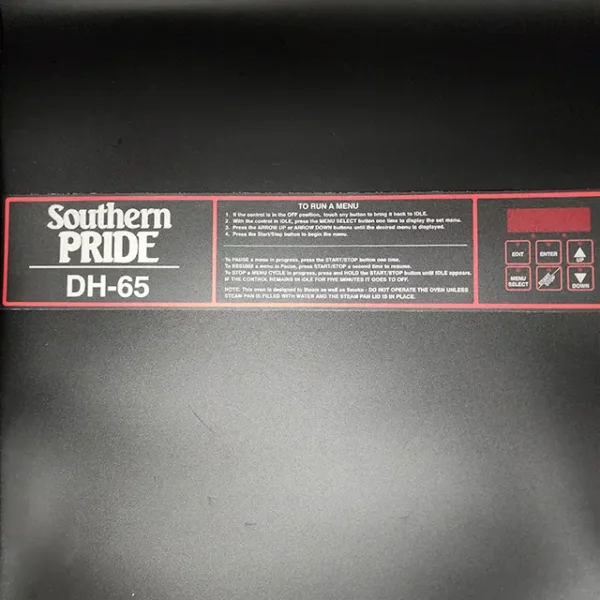 Southern
PRIDE
DH-65
TO RUN A MENU
1. If the control is in the OFF position, touch any button to bring it back to IDLE.
2. With the control in IDLE, press the MENU SELECT button one time to display the set menu.
3. Press the ARROW UP or ARROW DOWN buttons until the desired menu is displayed.
4. Press the Start/Stop button to begin the menu.
To PAUSE a menu in progress, press the START/STOP button one time.
To RESUME a menu in Pause, press START/STOP a second time to resume.
To STOP a MENU CYCLE in progress, press and HOLD the START/STOP button until IDLE appears.
IF THE CONTROL REMAINS IN IDLE FOR FIVE MINUTES IT GOES TO OFF.
NOTE: This oven is designed to Steam as well as Smoke - DO NOT OPERATE THE OVEN UNLESS
STEAM PAN IS FILLED WITH WATER AND THE STEAM PAN LID IS IN PLACE.
EDIT
ENTER
UP
MENU
SELECT
DOWN